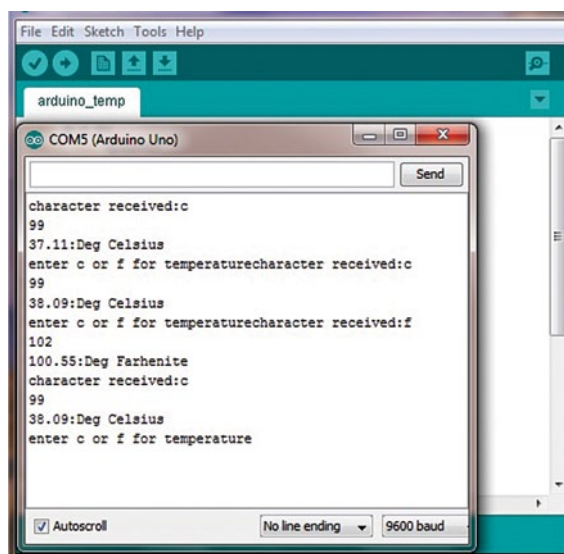 File Edit Sketch Tools Help
arduino_temp
COM5 (Arduino Uno)
Send
character received:c
99
37.11:Deg Celsius
enter c or f for temperaturecharacter received:c
99
38.09:Deg Celsius
enter c or f for temperaturecharacter received:f
102
100.55:Deg Farhenite
character received:c
99
38.09:Deg Celsius
enter c or f for temperature
Autoscroll
No line ending
9600 baud